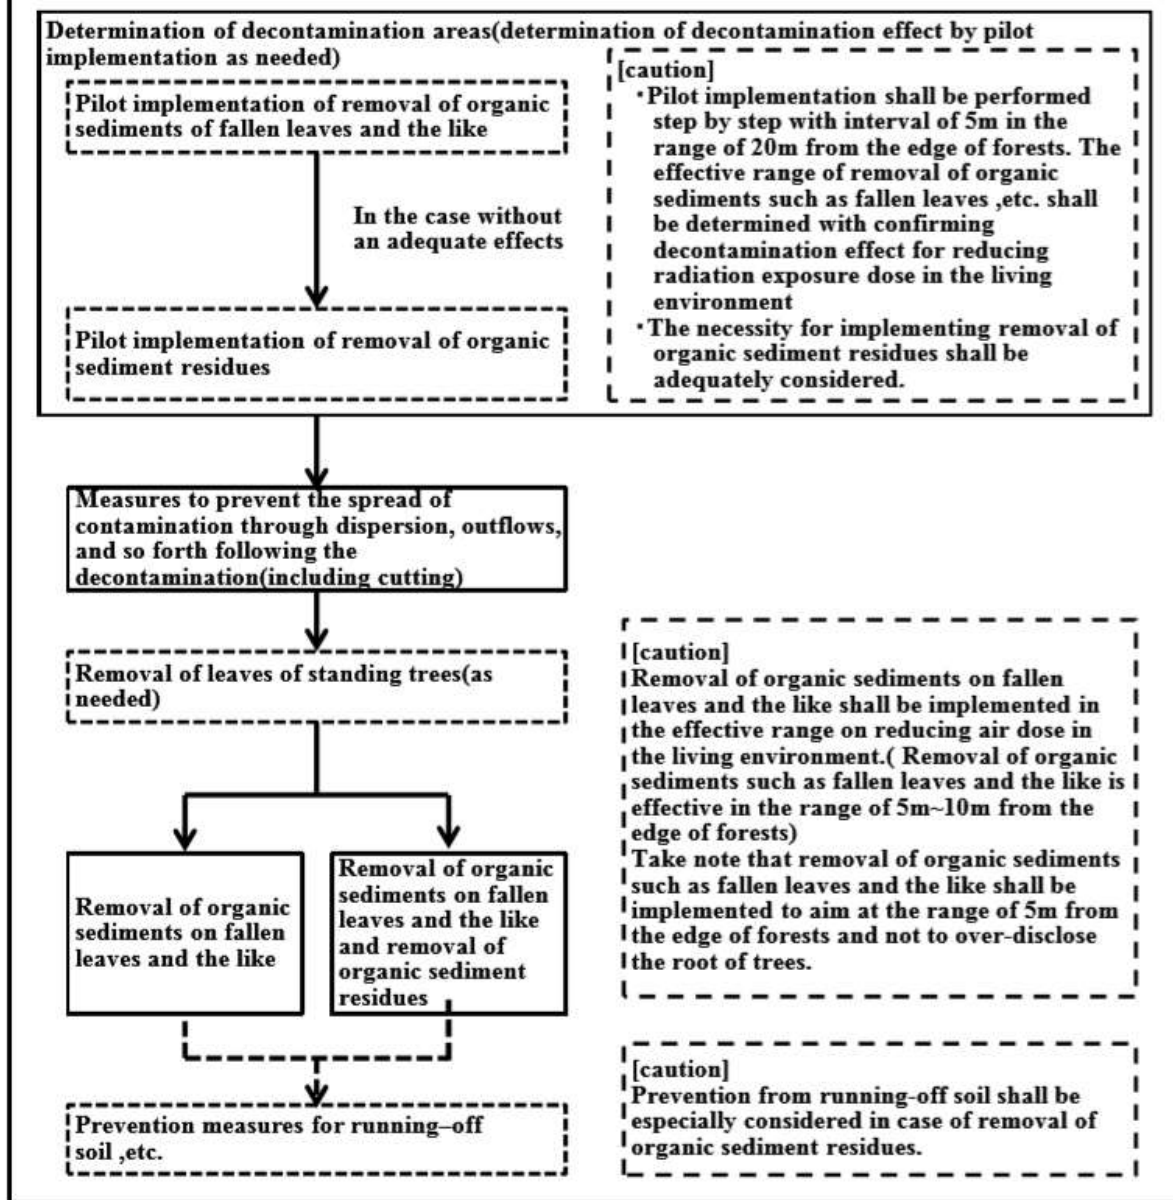 Determination of decontamination areas(determination of decontamination effect by pilot
implementation as needed)
Pilot implementation of removal of organic
sediments of fallen leaves and the like
In the case without
an adequate effects
Pilot implementation of removal of organic
sediment residues
[caution]
・Pilot implementation shall be performed
step by step with interval of 5m in the
range of 20m from the edge of forests. The
effective range of removal of organic
sediments such as fallen leaves ,etc. shall
be determined with confirming
decontamination effect for reducing
radiation exposure dose in the living
environment
・The necessity for implementing removal of
organic sediment residues shall be
adequately considered.
Measures to prevent the spread of
contamination through dispersion, outflows,
and so forth following the
decontamination(including cutting)
Removal of leaves of standing trees(as
needed)
[caution]
Removal of organic sediments on fallen
leaves and the like shall be implemented in
the effective range on reducing air dose in
the living environment.( Removal of organic
sediments such as fallen leaves and the like is
effective in the range of 5m~10m from the
edge of forests)
Take note that removal of organic sediments
such as fallen leaves and the like shall be
implemented to aim at the range of 5m from
the edge of forests and not to over-disclose
the root of trees.
Removal of organic
sediments on fallen
leaves and the like
Removal of organic
sediments on fallen
leaves and the like
and removal of
organic sediment
residues
Prevention measures for running–off
soil ,etc.
[caution]
Prevention from running-off soil shall be
especially considered in case of removal of
organic sediment residues.